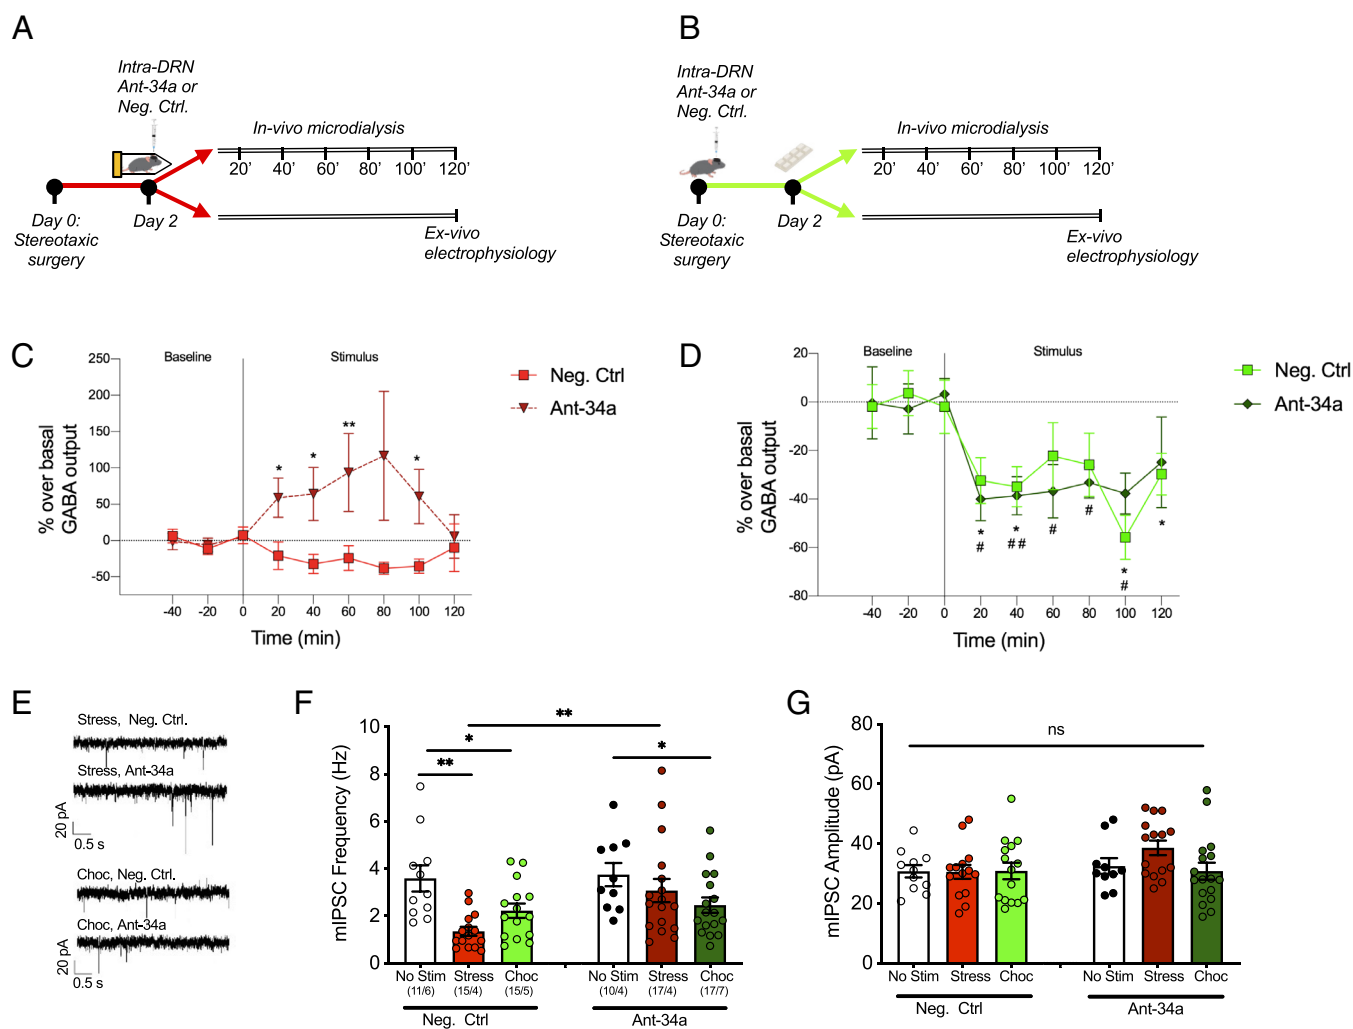 A
Intra-DRN
Ant-34a or
Neg. Ctrl.
In-vivo microdialysis
20' 40' 60' 80' 100' 120'
Day 0:
Stereotaxic
surgery
Day 2
Ex-vivo
electrophysiology
B
Intra-DRN
Ant-34a or
Neg. Ctrl.
In-vivo microdialysis
20' 40' 60' 80' 100' 120'
Day 0:
Stereotaxic
surgery
Day 2
Ex-vivo
electrophysiology
C
Baseline
Stimulus
% over basal
GABA output
250
200
150
100
50
0
-50
* * ** *
-40 -20 0 20 40 60 80 100 120
Time (min)
Neg. Ctrl
Ant-34a
D
Baseline
Stimulus
% over basal
GABA output
20
0
-20
-40
-60
-80
* * # # *
# ## *
#
-40 -20 0 20 40 60 80 100 120
Time (min)
Neg. Ctrl
Ant-34a
E
Stress, Neg. Ctrl.
Stress, Ant-34a
20 pA
0.5 s
Choc, Neg. Ctrl.
Choc, Ant-34a
20 pA
0.5 s
F
mIPSC Frequency (Hz)
10
8
6
4
2
0
**
*
**
*
No Stim Stress Choc No Stim Stress Choc
(11/6) (15/4) (15/5) (10/4) (17/4) (17/7)
Neg. Ctrl Ant-34a
G
mIPSC Amplitude (pA)
80
60
40
20
0
ns
No Stim Stress Choc No Stim Stress Choc
Neg. Ctrl Ant-34a